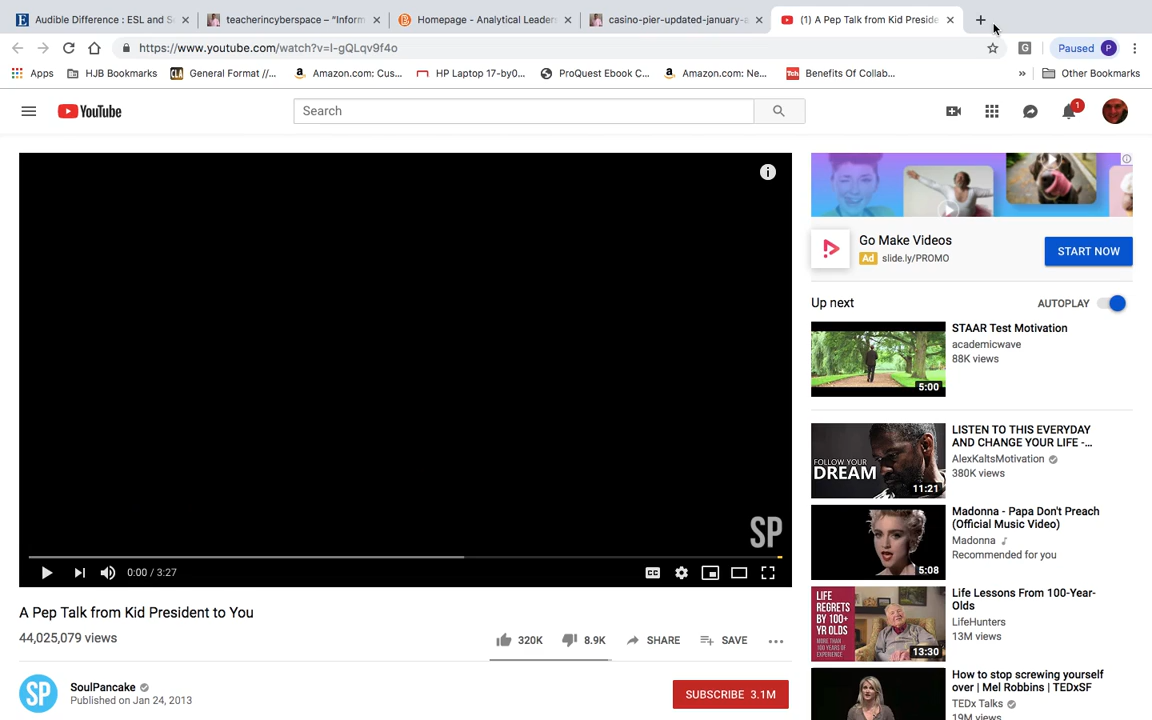 Audible Difference : ESL and S
teacherincyberspace – “Inform
Homepage - Analytical Leader
casino-pier-updated-january-a
(1) A Pep Talk from Kid Preside
https://www.youtube.com/watch?v=l-gQLqv9f4o
Paused P
Apps
HJB Bookmarks
General Format //...
Amazon.com: Cus...
HP Laptop 17-by0...
ProQuest Ebook C...
Amazon.com: Ne...
Benefits Of Collab...
»
Other Bookmarks
YouTube
Search
1
Go Make Videos
Ad slide.ly/PROMO
START NOW
Up next
AUTOPLAY
STAAR Test Motivation
academicwave
88K views
5:00
LISTEN TO THIS EVERYDAY
AND CHANGE YOUR LIFE -...
AlexKaltsMotivation
380K views
FOLLOW YOUR
DREAM
11:21
Madonna - Papa Don't Preach
(Official Music Video)
Madonna
Recommended for you
5:08
Life Lessons From 100-Year-
Olds
LifeHunters
13M views
LIFE
REGRETS
BY 100+
YR OLDS
13:30
How to stop screwing yourself
over | Mel Robbins | TEDxSF
TEDx Talks
19M views
SP
0:00 / 3:27
A Pep Talk from Kid President to You
44,025,079 views
320K
8.9K
SHARE
SAVE
SP
SoulPancake
Published on Jan 24, 2013
SUBSCRIBE 3.1M